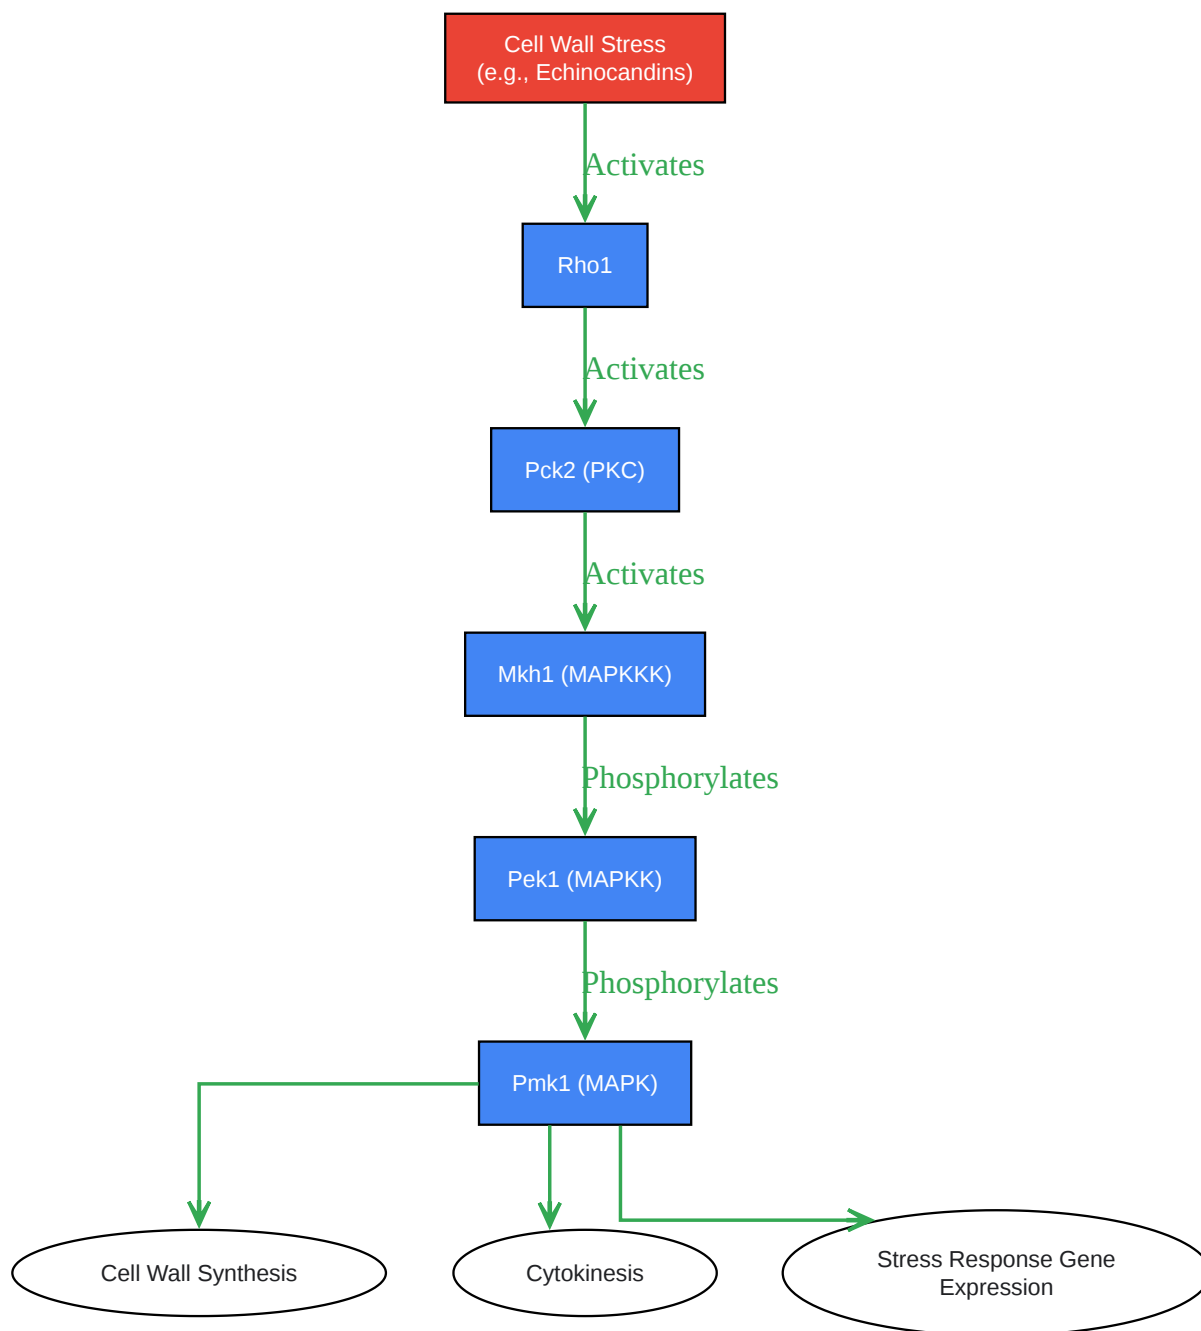 Cell Wall Stress
(e.g., Echinocandins)
Activates
Rho1
Activates
Pck2 (PKC)
Activates
Mkh1 (MAPKKK)
Phosphorylates
Pek1 (MAPKK)
Phosphorylates
Pmk1 (MAPK)
Cell Wall Synthesis
Cytokinesis
Stress Response Gene
Expression